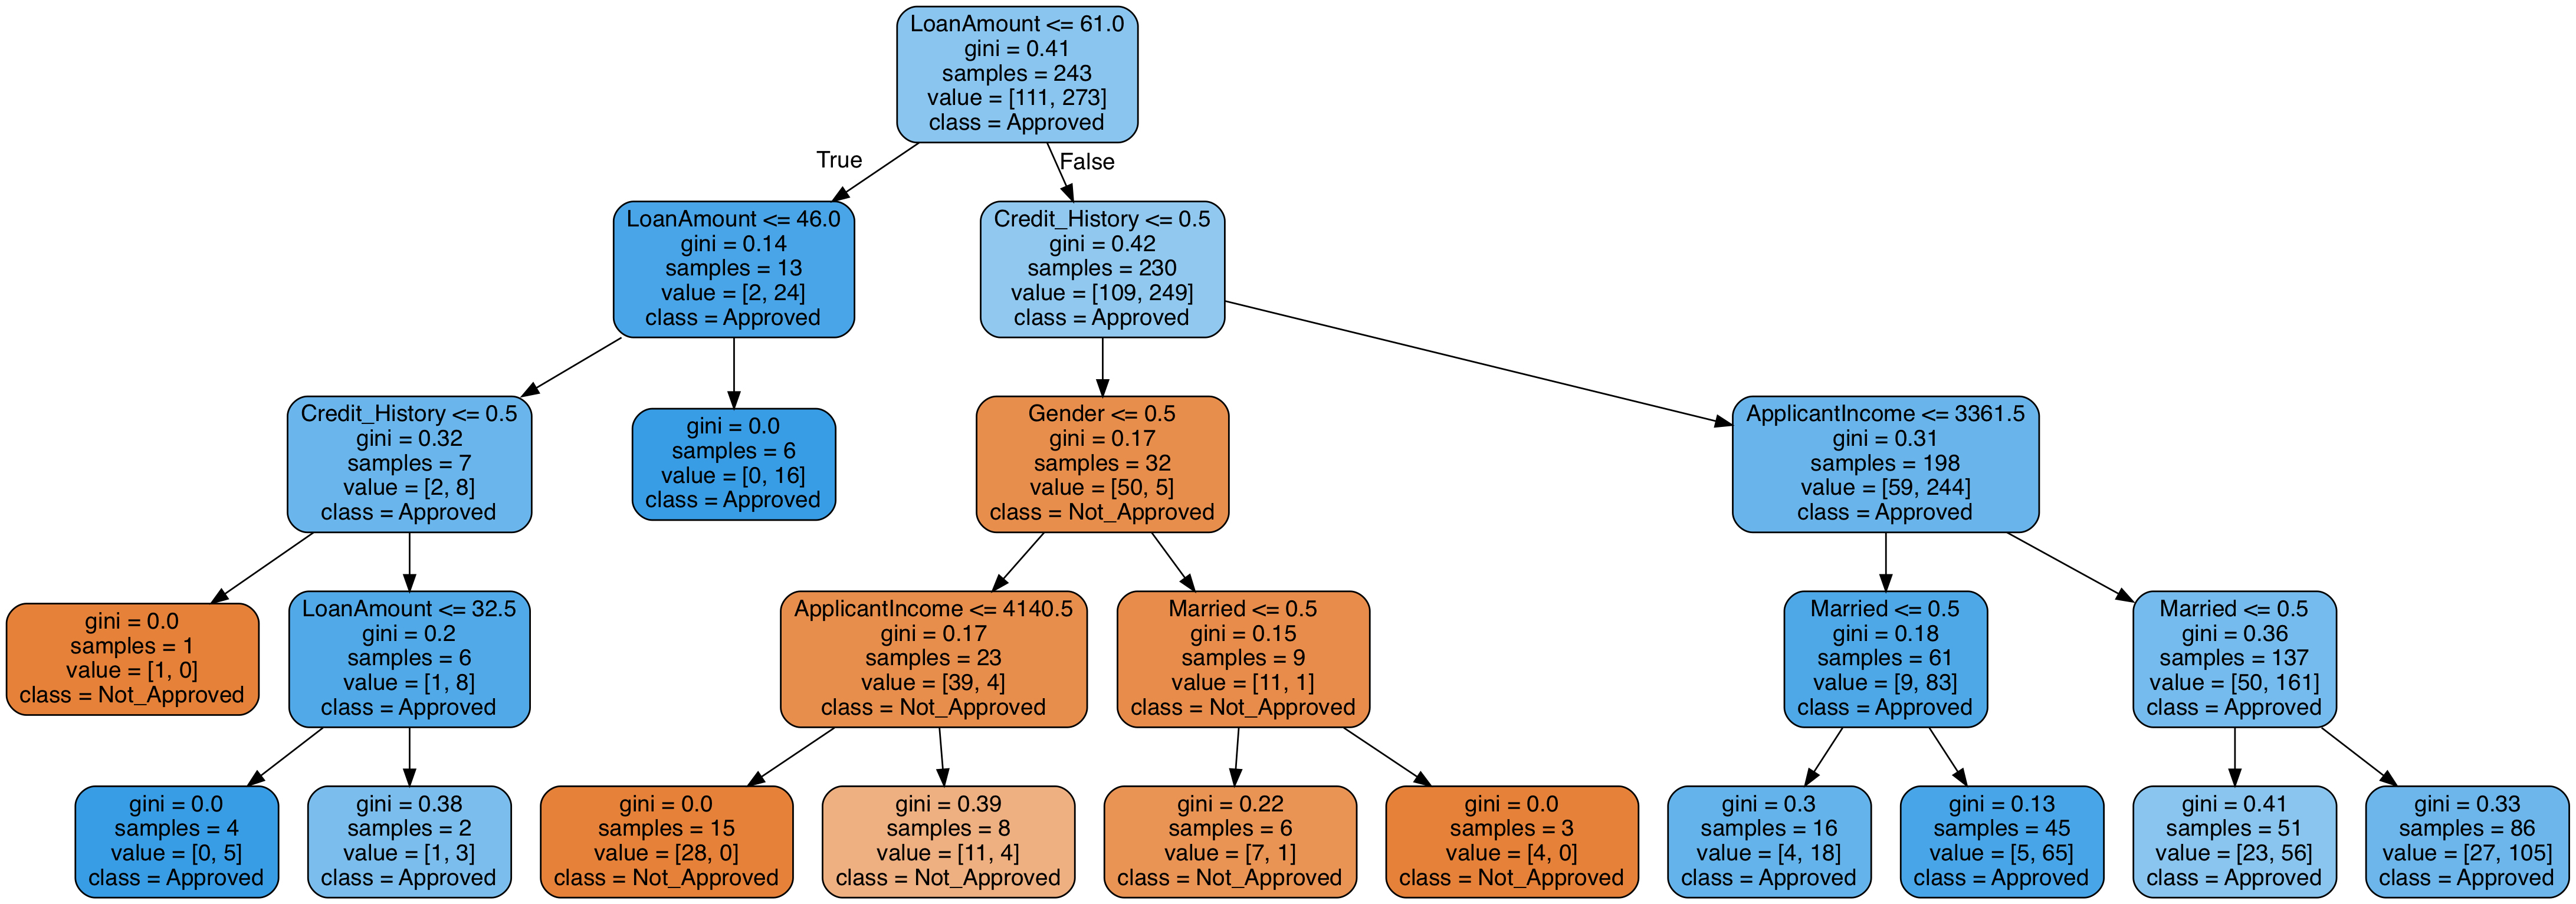 LoanAmount <= 61.0
gini = 0.41
samples = 243
value = [111, 273]
class = Approved
True
False
LoanAmount <= 46.0
gini = 0.14
samples = 13
value = [2, 24]
class = Approved
Credit_History <= 0.5
gini = 0.42
samples = 230
value = [109, 249]
class = Approved
Credit_History <= 0.5
gini = 0.32
samples = 7
value = [2, 8]
class = Approved
gini = 0.0
samples = 6
value = [0, 16]
class = Approved
Gender <= 0.5
gini = 0.17
samples = 32
value = [50, 5]
class = Not_Approved
ApplicantIncome <= 3361.5
gini = 0.31
samples = 198
value = [59, 244]
class = Approved
gini = 0.0
samples = 1
value = [1, 0]
class = Not_Approved
LoanAmount <= 32.5
gini = 0.2
samples = 6
value = [1, 8]
class = Approved
ApplicantIncome <= 4140.5
gini = 0.17
samples = 23
value = [39, 4]
class = Not_Approved
Married <= 0.5
gini = 0.15
samples = 9
value = [11, 1]
class = Not_Approved
Married <= 0.5
gini = 0.18
samples = 61
value = [9, 83]
class = Approved
Married <= 0.5
gini = 0.36
samples = 137
value = [50, 161]
class = Approved
gini = 0.0
samples = 4
value = [0, 5]
class = Approved
gini = 0.38
samples = 2
value = [1, 3]
class = Approved
gini = 0.0
samples = 15
value = [28, 0]
class = Not_Approved
gini = 0.39
samples = 8
value = [11, 4]
class = Not_Approved
gini = 0.22
samples = 6
value = [7, 1]
class = Not_Approved
gini = 0.0
samples = 3
value = [4, 0]
class = Not_Approved
gini = 0.3
samples = 16
value = [4, 18]
class = Approved
gini = 0.13
samples = 45
value = [5, 65]
class = Approved
gini = 0.41
samples = 51
value = [23, 56]
class = Approved
gini = 0.33
samples = 86
value = [27, 105]
class = Approved